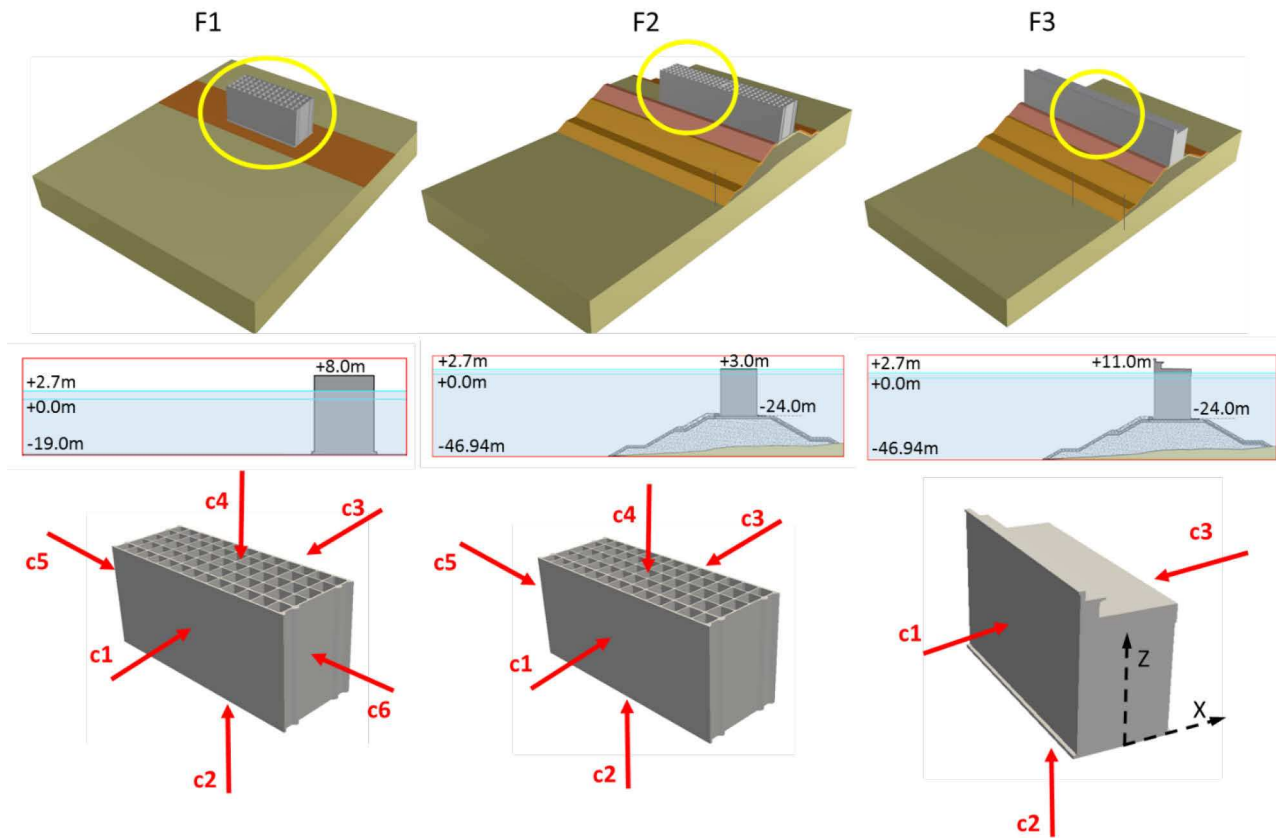 F1
F2
F3
+8.0m
+2.7m
+0.0m
-19.0m
+2.7m
+3.0m
+0.0m
-24.0m
-46.94m
+2.7m
+11.0m
+0.0m
-24.0m
-46.94m
c4
c3
c5
c1
c6
c2
c4
c3
c5
c1
c2
c3
c1
Z
X
c2